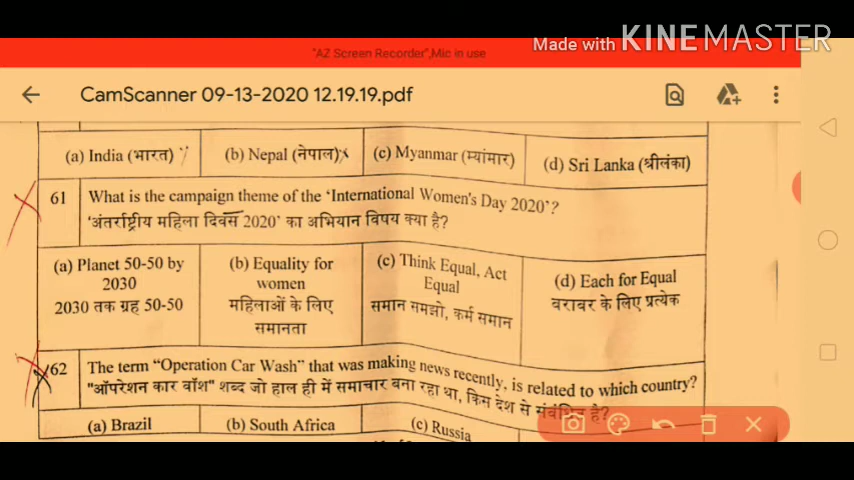 Made with KINEMASTER
"AZ Screen Recorder",Mic in use
CamScanner 09-13-2020 12.19.19.pdf
(a) India (भारत)
(b) Nepal (नेपाल)
(c) Myanmar (म्यांमार)
(d) Sri Lanka (श्रीलंका)
61 What is the campaign theme of the 'International Women's Day 2020'?
'अंतर्राष्ट्रीय महिला दिवस 2020' का अभियान विषय क्या है?
(a) Planet 50-50 by
2030
2030 तक ग्रह 50-50
(b) Equality for
women
महिलाओं के लिए
समानता
(c) Think Equal, Act
Equal
समान समझो, कर्म समान
(d) Each for Equal
बराबर के लिए प्रत्येक
62 The term "Operation Car Wash" that was making news recently, is related to which country?
"ऑपरेशन कार वॉश" शब्द जो हाल ही में समाचार बना रहा था, किस देश से संबंधित है?
(a) Brazil
(b) South Africa
(c) Russia